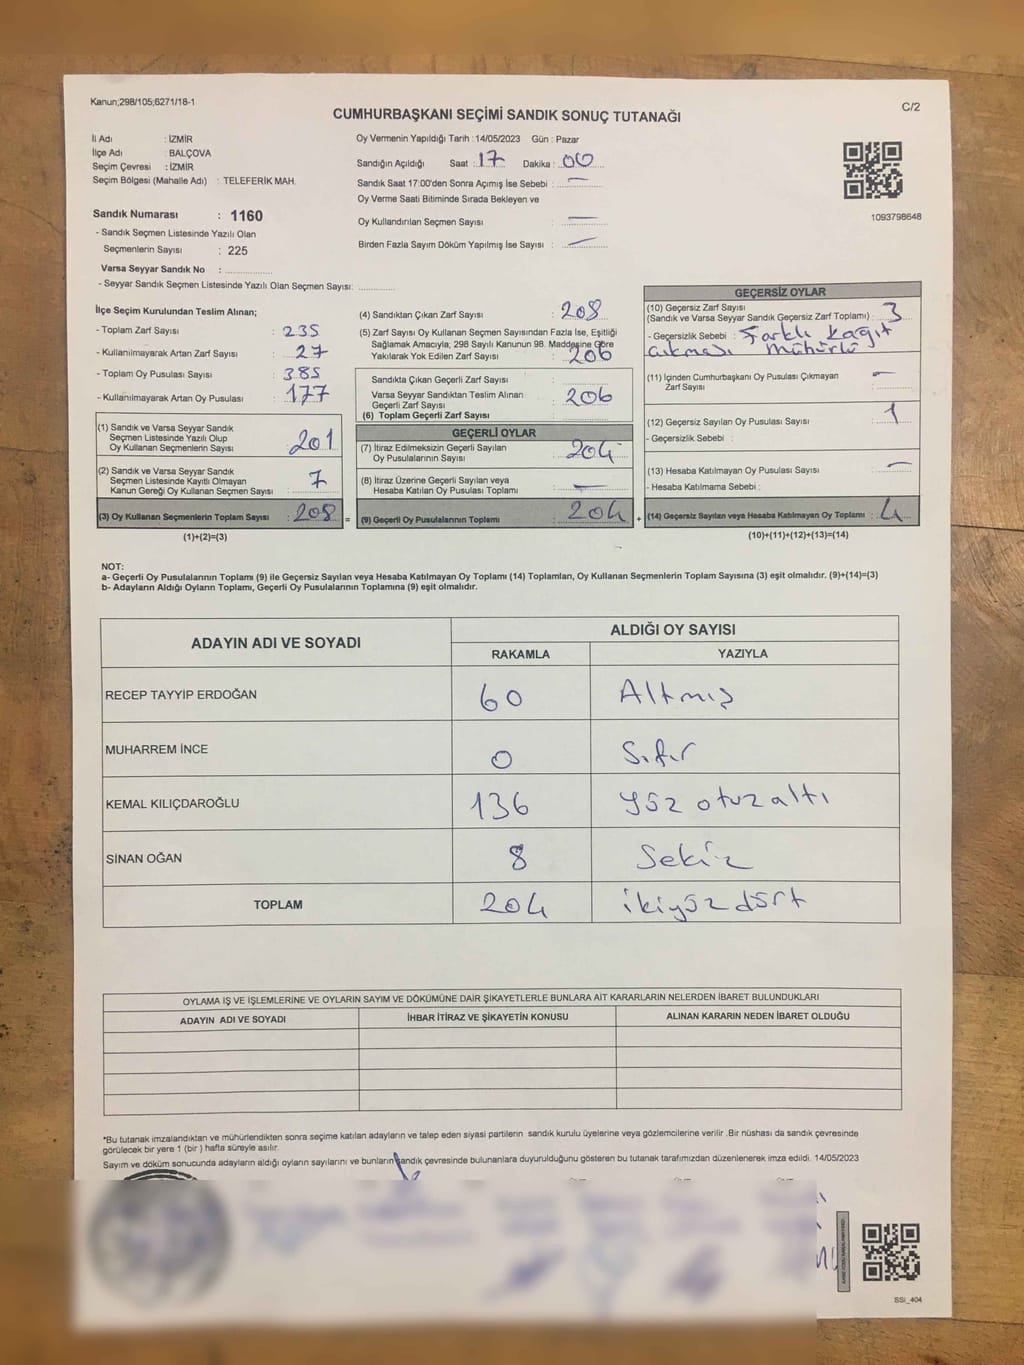 Kanun;298/105;6271/18-1
C/2
CUMHURBAŞKANI SEÇİMİ SANDIK SONUÇ TUTANAĞI
İl Adı : İZMİR
İlçe Adı : BALÇOVA
Seçim Çevresi : İZMİR
Seçim Bölgesi (Mahalle Adı) : TELEFERİK MAH.
Sandık Numarası : 1160
- Sandık Seçmen Listesinde Yazılı Olan
Seçmenlerin Sayısı : 225
Varsa Seyyar Sandık No : ..............
- Seyyar Sandık Seçmen Listesinde Yazılı Olan Seçmen Sayısı: ............
Oy Vermenin Yapıldığı Tarih : 14/05/2023 Gün : Pazar
Sandığın Açıldığı Saat : 17 Dakika : 00
Sandık Saat 17:00'den Sonra Açımış İse Sebebi : —
Oy Verme Saati Bitiminde Sırada Bekleyen ve
Oy Kullandırılan Seçmen Sayısı : —
Birden Fazla Sayım Döküm Yapılmış İse Sayısı : —
1093798648
İlçe Seçim Kurulundan Teslim Alınan;
- Toplam Zarf Sayısı : 235
- Kullanılmayarak Artan Zarf Sayısı : 27
- Toplam Oy Pusulası Sayısı : 385
- Kullanılmayarak Artan Oy Pusulası : 177
(1) Sandık ve Varsa Seyyar Sandık
Seçmen Listesinde Yazılı Olup
Oy Kullanan Seçmenlerin Sayısı : 201
(2) Sandık ve Varsa Seyyar Sandık
Seçmen Listesinde Kayıtlı Olmayan
Kanun Gereği Oy Kullanan Seçmen Sayısı : 7
(3) Oy Kullanan Seçmenlerin Toplam Sayısı : 208 =
(1)+(2)=(3)
(4) Sandıktan Çıkan Zarf Sayısı : 208
(5) Zarf Sayısı Oy Kullanan Seçmen Sayısından Fazla İse, Eşitliği
Sağlamak Amacıyla, 298 Sayılı Kanunun 98. Maddesine Göre
Yakılarak Yok Edilen Zarf Sayısı : 206
Sandıkta Çıkan Geçerli Zarf Sayısı :
Varsa Seyyar Sandıktan Teslim Alınan
Geçerli Zarf Sayısı : 206
(6) Toplam Geçerli Zarf Sayısı :
GEÇERLİ OYLAR
(7) İtiraz Edilmeksizin Geçerli Sayılan
Oy Pusulalarının Sayısı : 204
(8) İtiraz Üzerine Geçerli Sayılan veya
Hesaba Katılan Oy Pusulası Toplamı : —
(9) Geçerli Oy Pusulalarının Toplamı : 204 +
GEÇERSİZ OYLAR
(10) Geçersiz Zarf Sayısı
(Sandık ve Varsa Seyyar Sandık Geçersiz Zarf Toplamı) : 3
- Geçersizlik Sebebi : Farklı kağıt
çıkması mühürlü
(11) İçinden Cumhurbaşkanı Oy Pusulası Çıkmayan
Zarf Sayısı : —
(12) Geçersiz Sayılan Oy Pusulası Sayısı : 1
- Geçersizlik Sebebi :
(13) Hesaba Katılmayan Oy Pusulası Sayısı : —
- Hesaba Katılmama Sebebi :
(14) Geçersiz Sayılan veya Hesaba Katılmayan Oy Toplamı : 4
(10)+(11)+(12)+(13)=(14)
NOT:
a- Geçerli Oy Pusulalarının Toplamı (9) ile Geçersiz Sayılan veya Hesaba Katılmayan Oy Toplamı (14) Toplamları, Oy Kullanan Seçmenlerin Toplam Sayısına (3) eşit olmalıdır. (9)+(14)=(3)
b- Adayların Aldığı Oyların Toplamı, Geçerli Oy Pusulalarının Toplamına (9) eşit olmalıdır.
ADAYIN ADI VE SOYADI
ALDIĞI OY SAYISI
RAKAMLA YAZIYLA
RECEP TAYYİP ERDOĞAN 60 Altmış
MUHARREM İNCE 0 Sıfır
KEMAL KILIÇDAROĞLU 136 yüz otuz altı
SİNAN OĞAN 8 Sekiz
TOPLAM 204 ikiyüz dört
OYLAMA İŞ VE İŞLEMLERİNE VE OYLARIN SAYIM VE DÖKÜMÜNE DAİR ŞİKAYETLERLE BUNLARA AİT KARARLARIN NELERDEN İBARET BULUNDUKLARI
ADAYIN ADI VE SOYADI İHBAR İTİRAZ VE ŞİKAYETİN KONUSU ALINAN KARARIN NEDEN İBARET OLDUĞU
*Bu tutanak imzalandıktan ve mühürlendikten sonra seçime katılan adayların ve talep eden siyasi partilerin sandık kurulu üyelerine veya gözlemcilerine verilir .Bir nüshası da sandık çevresinde
görülecek bir yere 1 (bir ) hafta süreyle asılır.
Sayım ve döküm sonucunda adayların aldığı oyların sayılarını ve bunların sandık çevresinde bulunanlara duyurulduğunu gösteren bu tutanak tarafımızdan düzenlenerek imza edildi. 14/05/2023
SSİ_404